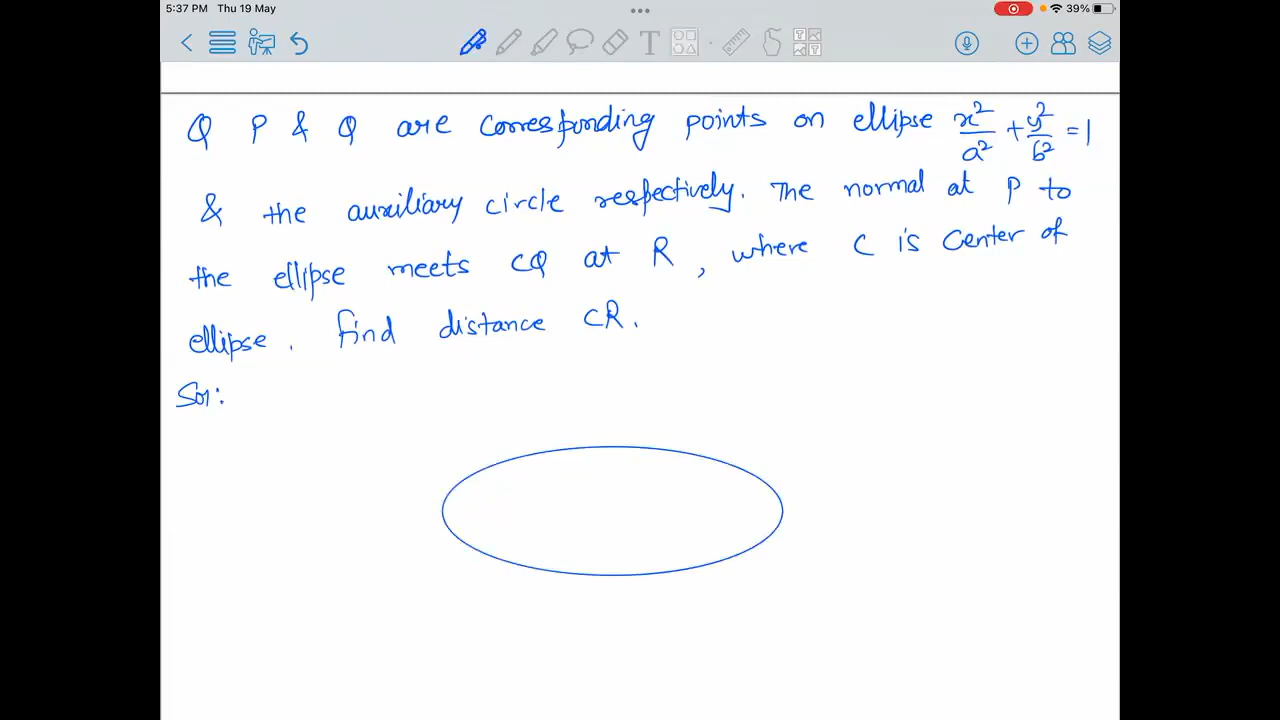 5:37 PM Thu 19 May
39%
Q P & Q are corresponding points on ellipse x²/a² + y²/b² = 1
& the auxiliary circle respectively. The normal at P to
the ellipse meets CQ at R, where C is center of
ellipse. Find distance CR.
Sol: